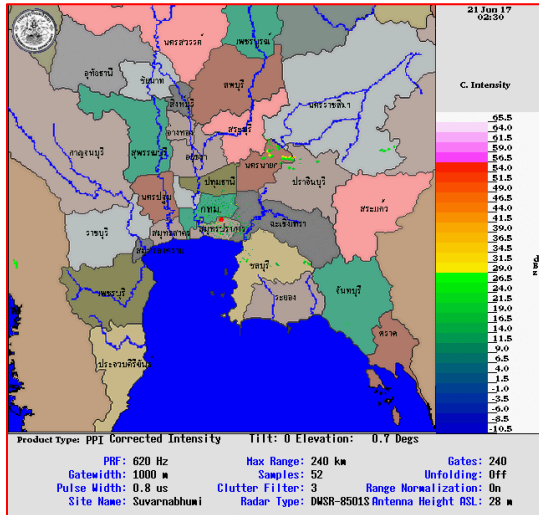 21 Jun 17
02:30
C. Intensity
นครสวรรค์
เพชรบูรณ์
อุทัยธานี
ชัยนาท
ลพบุรี
สิงห์บุรี
นครราชสีมา
อ่างทอง
สระบุรี
กาญจนบุรี
สุพรรณบุรี
อยุธยา
นครนายก
ปราจีนบุรี
ปทุมธานี
นครปฐม
กทม.
สระแก้ว
ฉะเชิงเทรา
ราชบุรี
สมุทรสาคร
สมุทรปราการ
ชลบุรี
เพชรบุรี
ระยอง
จันทบุรี
ตราด
ประจวบคีรีขันธ์
65.5
64.0
61.5
59.0
56.5
54.0
51.5
49.0
46.5
44.0
41.5
39.0
36.5
34.0
31.5
29.0
26.5
24.0
21.5
19.0
16.5
14.0
11.5
9.0
6.5
4.0
1.5
-1.0
-3.5
-6.0
-8.5
-10.5
Product Type: PPI Corrected Intensity Tilt: 0 Elevation: 0.7 Degs
PRF: 620 Hz Max Range: 240 km Gates: 240
Gatewidth: 1000 m Samples: 52 Unfolding: Off
Pulse Width: 0.8 us Clutter Filter: 3 Range Normalization: On
Site Name: Suvarnabhumi Radar Type: DWSR-8501S Antenna Height ASL: 28 m